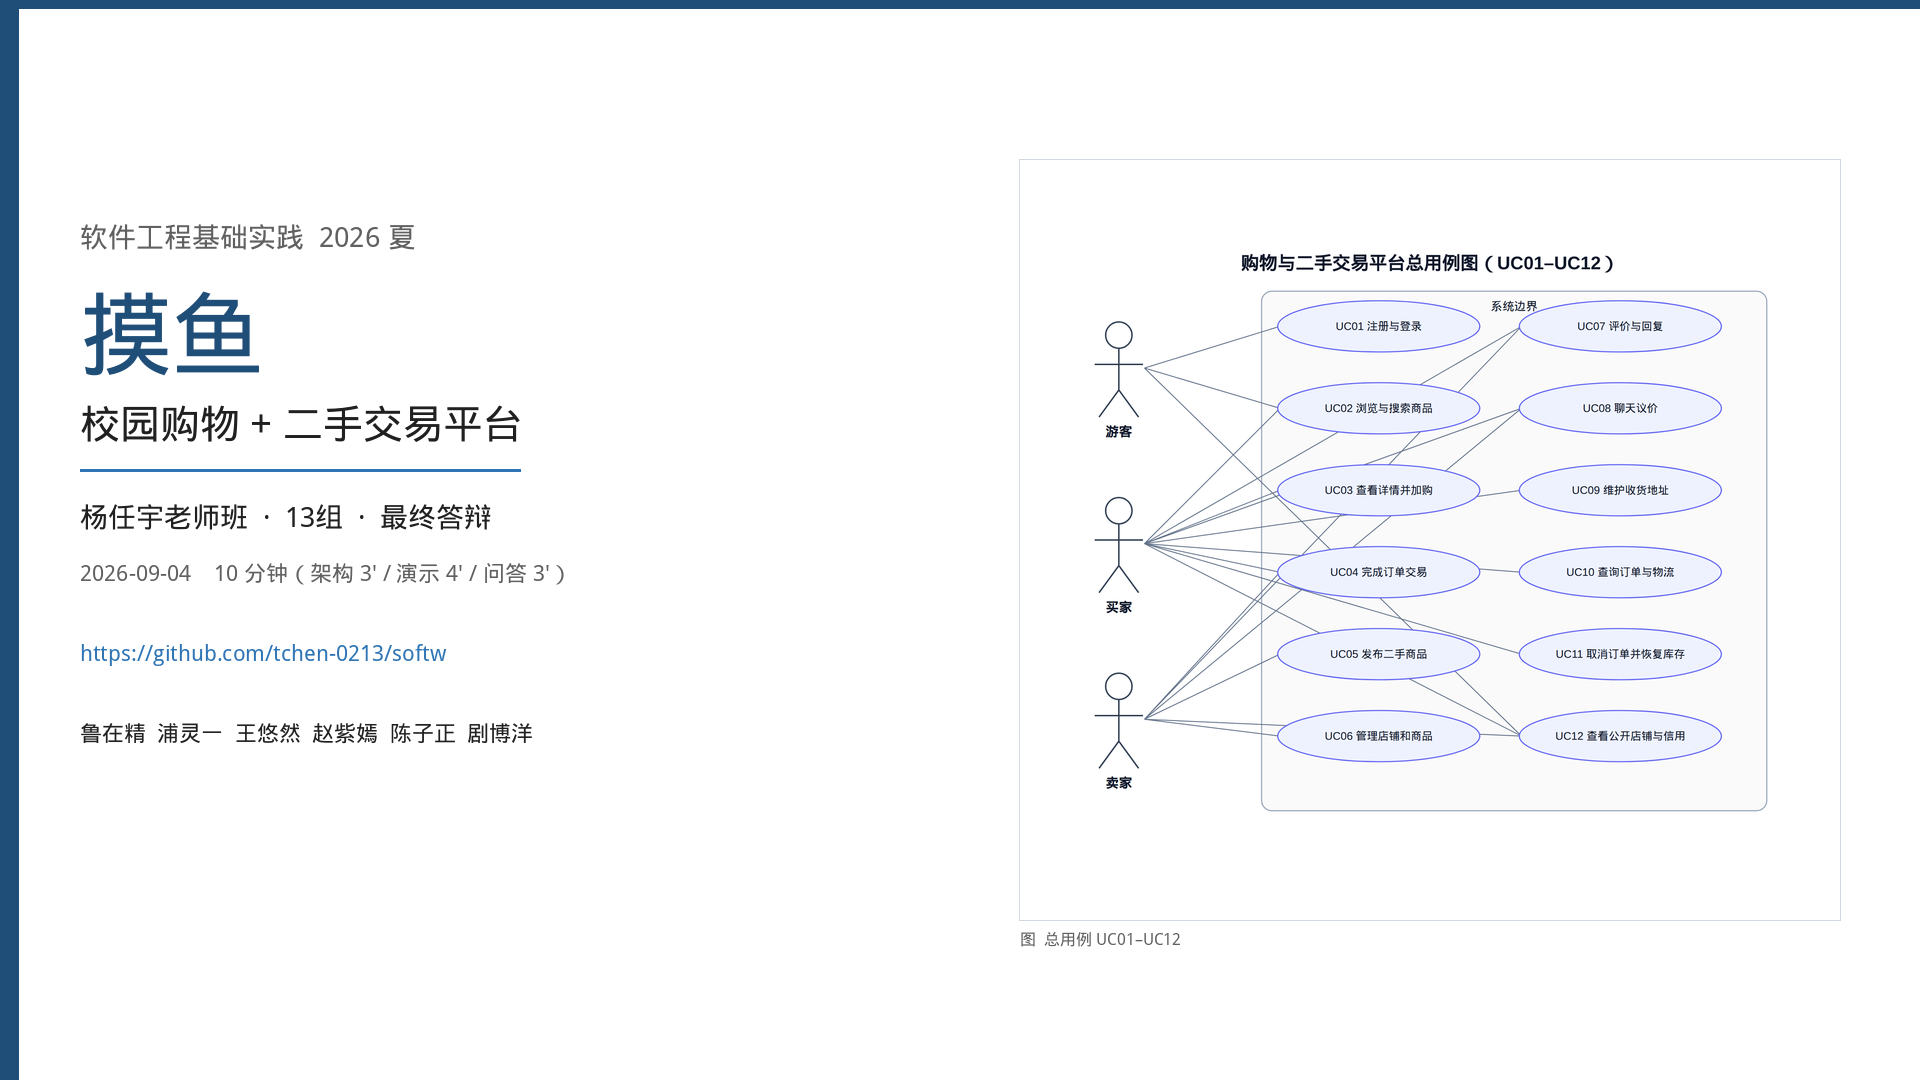 软件工程基础实践 2026 夏
摸鱼
校园购物 + 二手交易平台
杨任宇老师班 · 13组 · 最终答辩
2026-09-04 10 分钟（架构 3' / 演示 4' / 问答 3'）
https://github.com/tchen-0213/softw
鲁在精 浦灵一 王悠然 赵紫嫣 陈子正 剧博洋
购物与二手交易平台总用例图（UC01–UC12）
系统边界
游客
买家
卖家
UC01 注册与登录
UC02 浏览与搜索商品
UC03 查看详情并加购
UC04 完成订单交易
UC05 发布二手商品
UC06 管理店铺和商品
UC07 评价与回复
UC08 聊天议价
UC09 维护收货地址
UC10 查询订单与物流
UC11 取消订单并恢复库存
UC12 查看公开店铺与信用
图 总用例 UC01–UC12